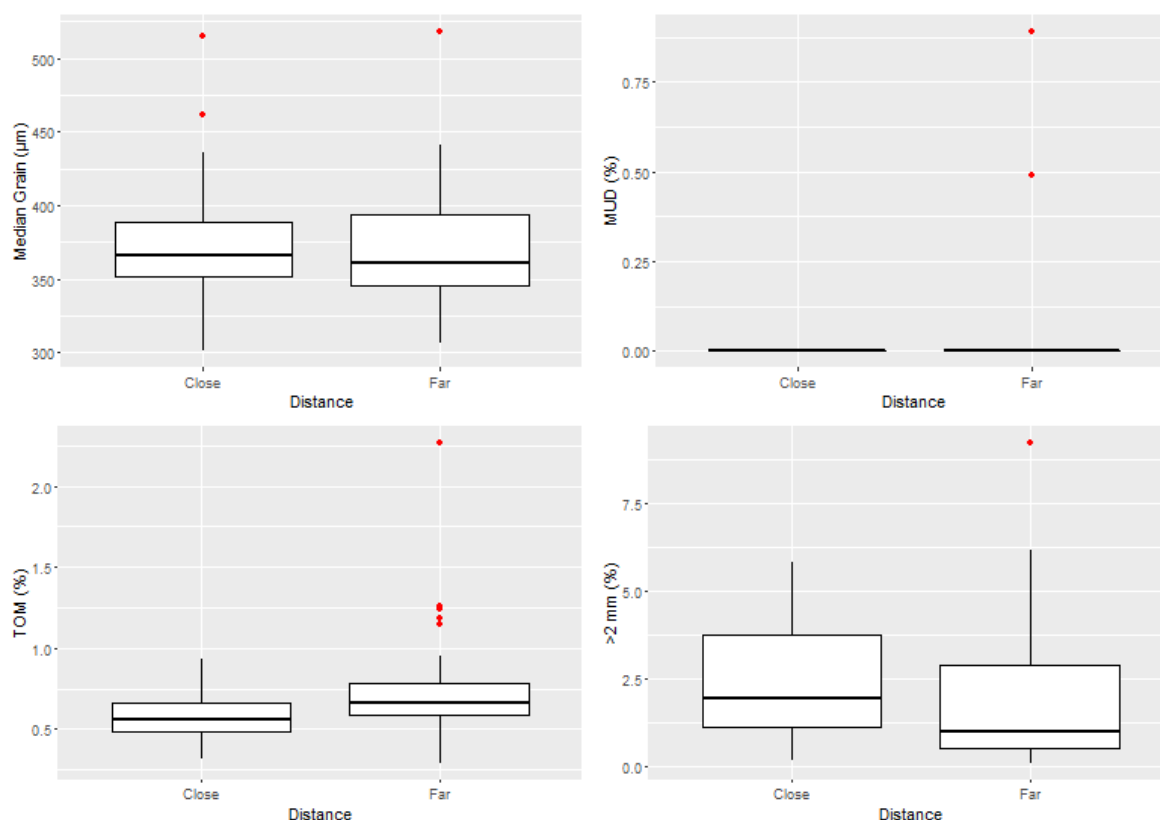 Median Grain (µm)
500
450
400
350
300
Close
Far
Distance
MUD (%)
0.75
0.50
0.25
0.00
Close
Far
Distance
TOM (%)
2.0
1.5
1.0
0.5
Close
Far
Distance
>2 mm (%)
7.5
5.0
2.5
0.0
Close
Far
Distance